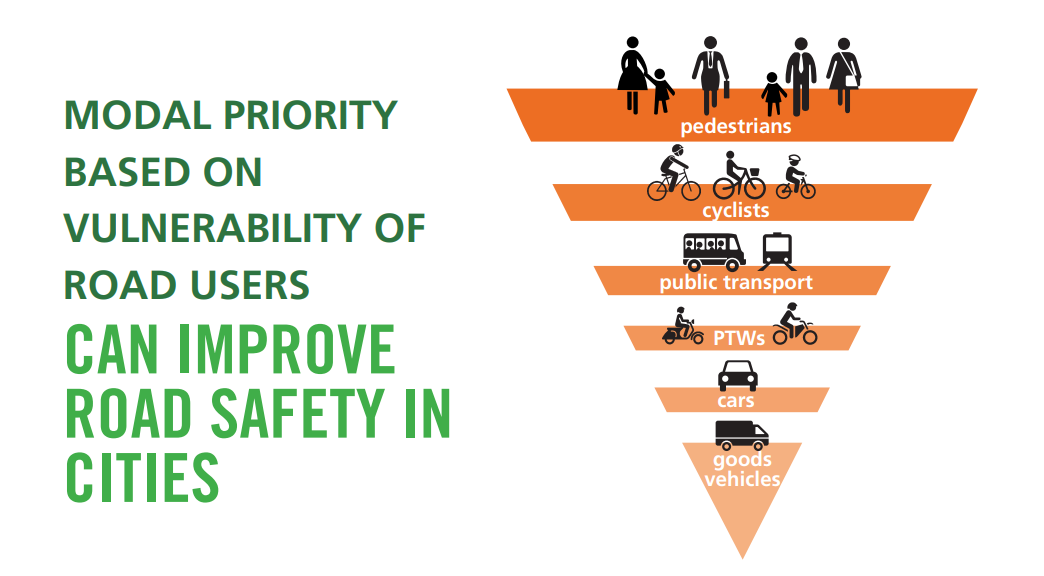 MODAL PRIORITY
BASED ON
VULNERABILITY OF
ROAD USERS
CAN IMPROVE
ROAD SAFETY IN
CITIES
pedestrians
cyclists
public transport
PTWs
cars
goods
vehicles